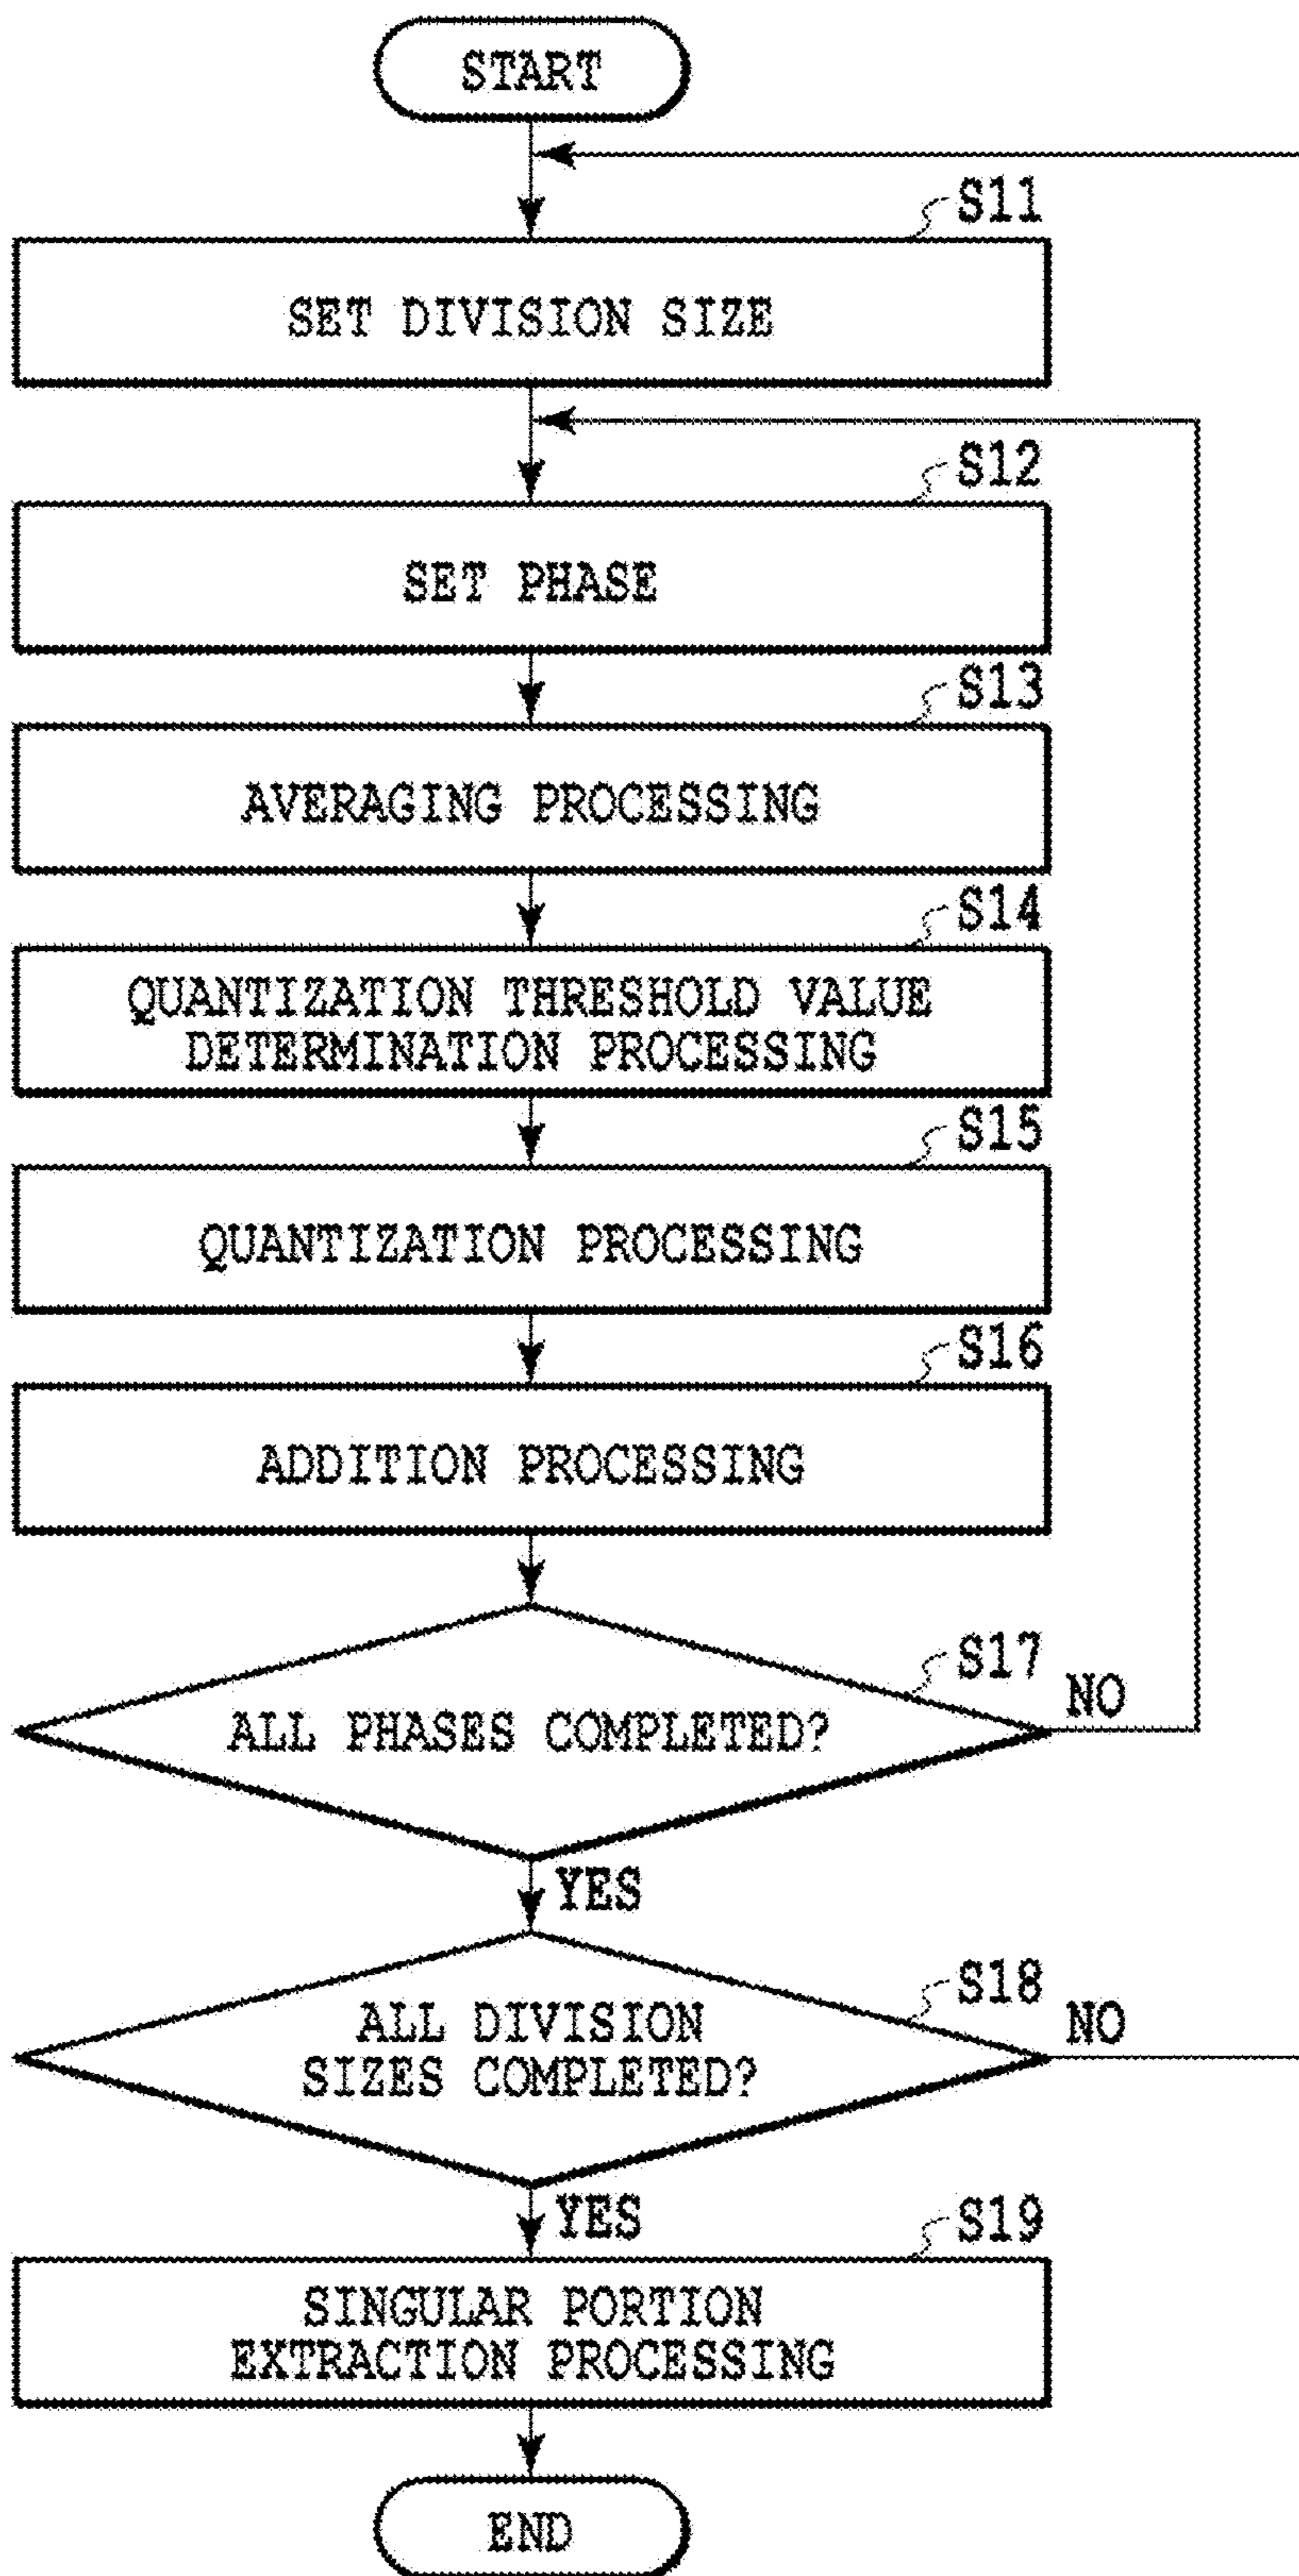 START
S11
SET DIVISION SIZE
S12
SET PHASE
S13
AVERAGING PROCESSING
S14
QUANTIZATION THRESHOLD VALUE
DETERMINATION PROCESSING
S15
QUANTIZATION PROCESSING
S16
ADDITION PROCESSING
S17
ALL PHASES COMPLETED?
NO
YES
S18
ALL DIVISION
SIZES COMPLETED?
NO
YES
S19
SINGULAR PORTION
EXTRACTION PROCESSING
END